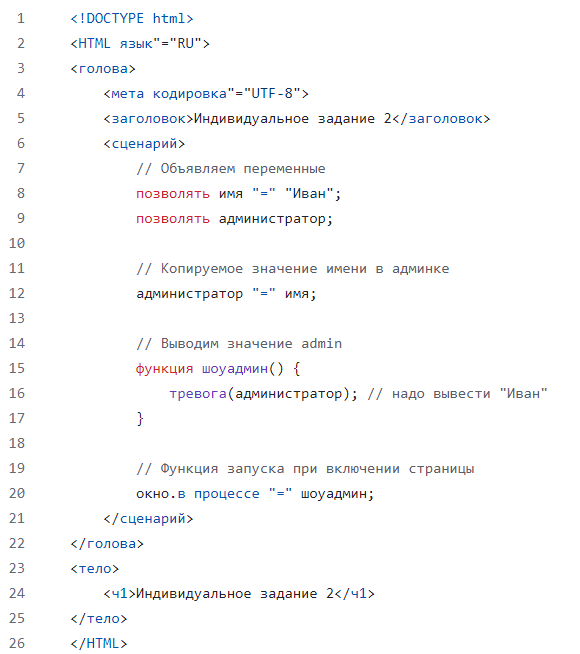 1 <!DOCTYPE html>
2 <HTML язык"="RU">
3 <голова>
4 <мета кодировка"="UTF-8">
5 <заголовок>Индивидуальное задание 2</заголовок>
6 <сценарий>
7 // Объявляем переменные
8 позволять имя "=" "Иван";
9 позволять администратор;
10
11 // Копируемое значение имени в админке
12 администратор "=" имя;
13
14 // Выводим значение admin
15 функция шоуадмин() {
16 тревога(администратор); // надо вывести "Иван"
17 }
18
19 // Функция запуска при включении страницы
20 окно.в процессе "=" шоуадмин;
21 </сценарий>
22 </голова>
23 <тело>
24 <ч1>Индивидуальное задание 2</ч1>
25 </тело>
26 </HTML>